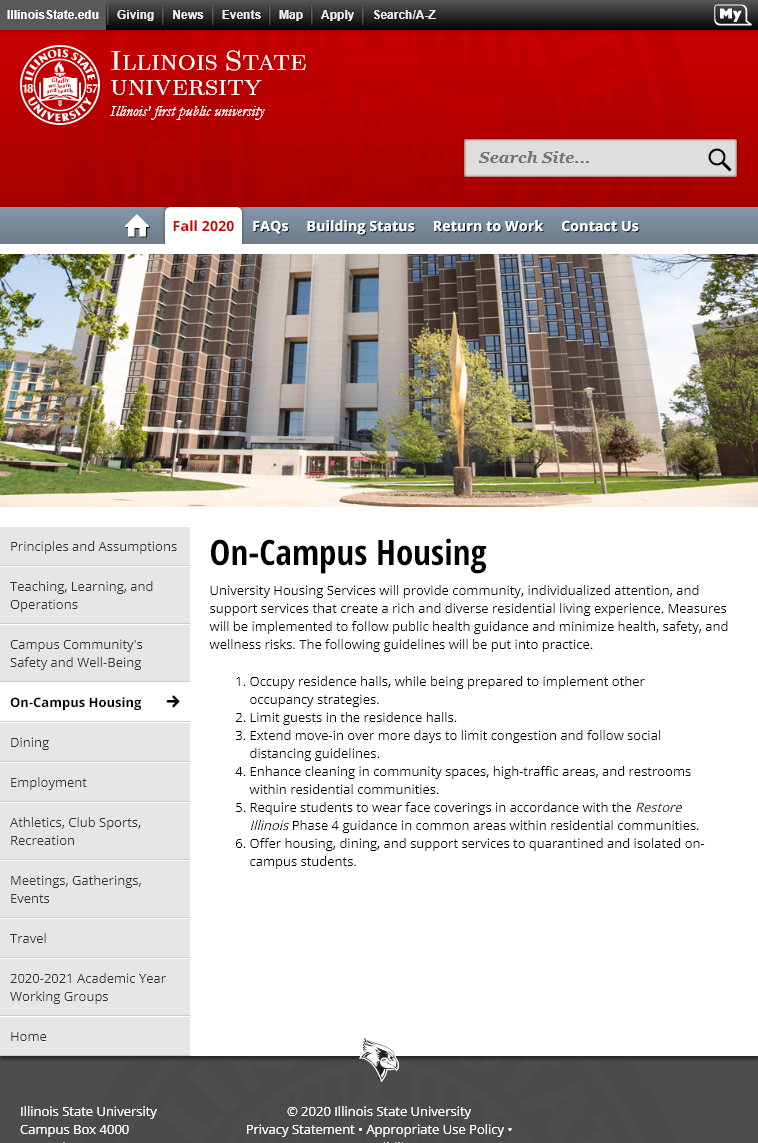 IllinoisState.edu Giving News Events Map Apply Search/A-Z My
ILLINOIS STATE UNIVERSITY
18 57
Gladly we learn and teach
ILLINOIS STATE
UNIVERSITY
Illinois' first public university
Search Site...
Fall 2020 FAQs Building Status Return to Work Contact Us
Principles and Assumptions
Teaching, Learning, and
Operations
Campus Community's
Safety and Well-Being
On-Campus Housing
Dining
Employment
Athletics, Club Sports,
Recreation
Meetings, Gatherings,
Events
Travel
2020-2021 Academic Year
Working Groups
Home
On-Campus Housing
University Housing Services will provide community, individualized attention, and
support services that create a rich and diverse residential living experience. Measures
will be implemented to follow public health guidance and minimize health, safety, and
wellness risks. The following guidelines will be put into practice.
1. Occupy residence halls, while being prepared to implement other
occupancy strategies.
2. Limit guests in the residence halls.
3. Extend move-in over more days to limit congestion and follow social
distancing guidelines.
4. Enhance cleaning in community spaces, high-traffic areas, and restrooms
within residential communities.
5. Require students to wear face coverings in accordance with the Restore
Illinois Phase 4 guidance in common areas within residential communities.
6. Offer housing, dining, and support services to quarantined and isolated on-
campus students.
Illinois State University
Campus Box 4000
© 2020 Illinois State University
Privacy Statement • Appropriate Use Policy •